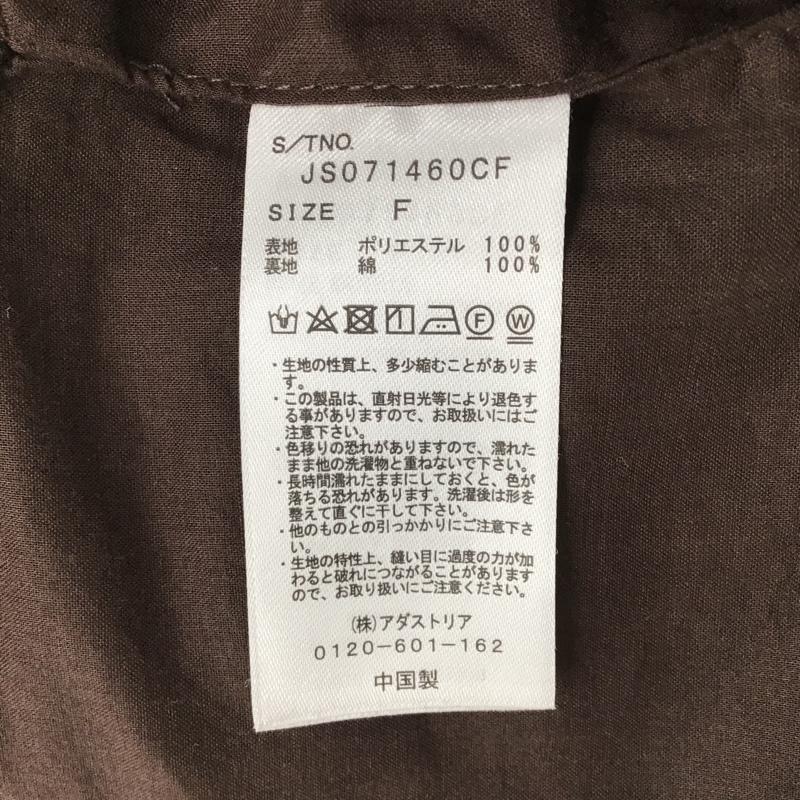 S/TNO.
JS071460CF
SIZE F
表地 ポリエステル 100%
裏地 綿 100%
F W
・生地の性質上、多少縮むことがありま
す。
・この製品は、直射日光等により退色す
る事がありますので、お取扱いにはご
注意下さい。
・色移りの恐れがありますので、濡れた
まま他の洗濯物と重ねないで下さい。
・長時間濡れたままにしておくと、色が
落ちる恐れがあります。洗濯後は形を
整えて直ぐに干して下さい。
・他のものとの引っかかりにご注意下さ
い。
・生地の特性上、縫い目に過度の力が加
わると破れにつながることがあります
ので、お取り扱いにご注意ください。
(株)アダストリア
0120-601-162
中国製